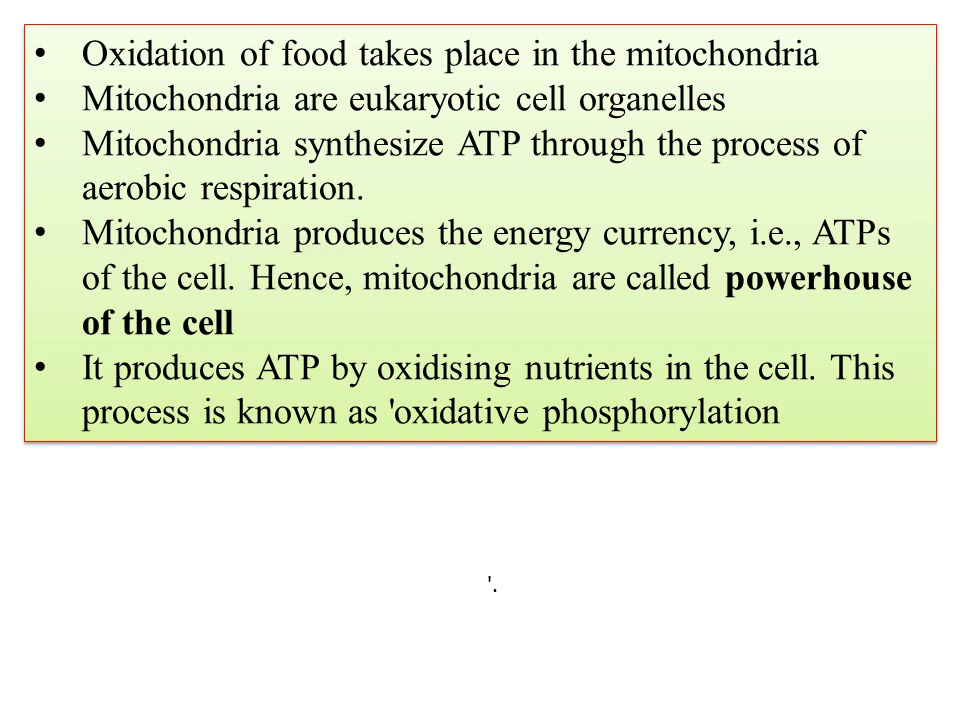 • Oxidation of food takes place in the mitochondria
• Mitochondria are eukaryotic cell organelles
• Mitochondria synthesize ATP through the process of
aerobic respiration.
• Mitochondria produces the energy currency, i.e., ATPs
of the cell. Hence, mitochondria are called powerhouse
of the cell
• It produces ATP by oxidising nutrients in the cell. This
process is known as 'oxidative phosphorylation
'.